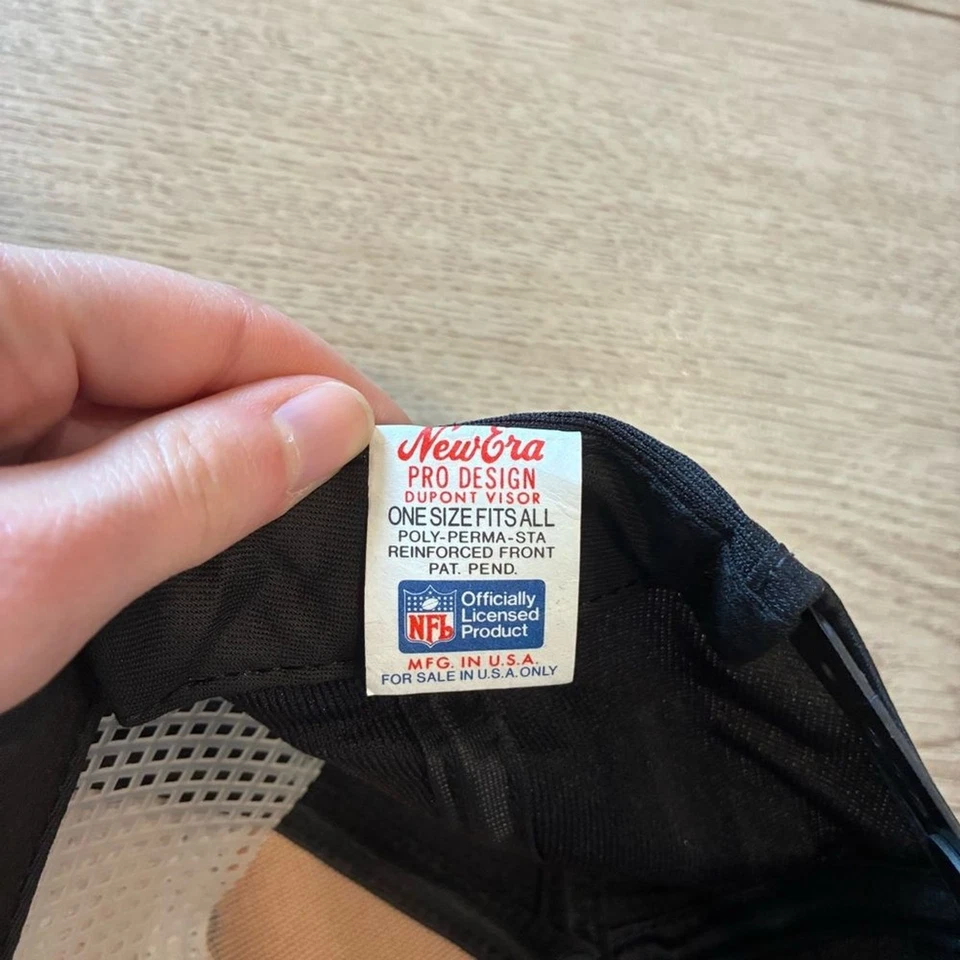 NewEra
PRO DESIGN
DUPONT VISOR
ONE SIZE FITS ALL
POLY-PERMA-STA
REINFORCED FRONT
PAT. PEND.
NFL
Officially
Licensed
Product
MFG. IN U.S.A.
FOR SALE IN U.S.A. ONLY